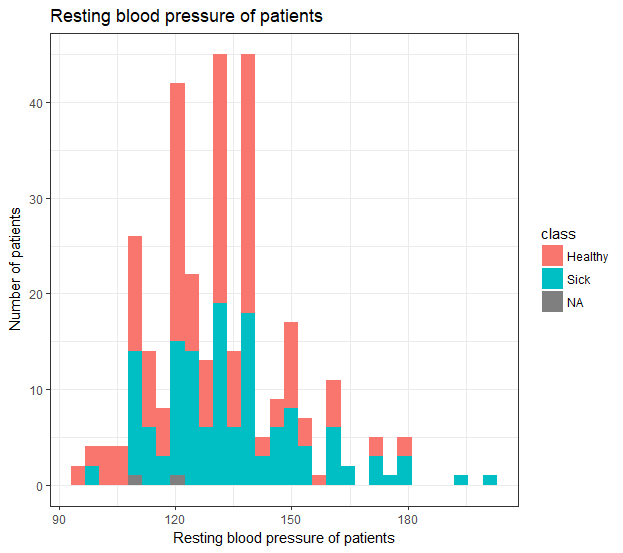 Resting blood pressure of patients
Number of patients
40
30
20
10
0
90
120
150
180
Resting blood pressure of patients
class
Healthy
Sick
NA